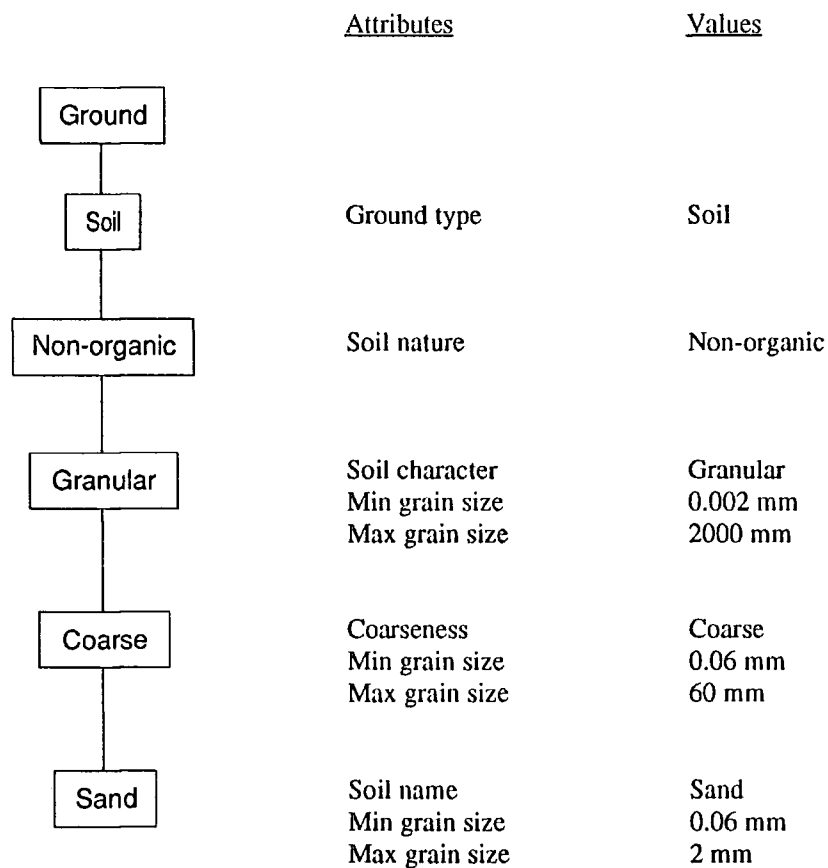 Attributes Values
Ground
Soil Ground type Soil
Non-organic Soil nature Non-organic
Granular Soil character Granular
Min grain size 0.002 mm
Max grain size 2000 mm
Coarse Coarseness Coarse
Min grain size 0.06 mm
Max grain size 60 mm
Sand Soil name Sand
Min grain size 0.06 mm
Max grain size 2 mm